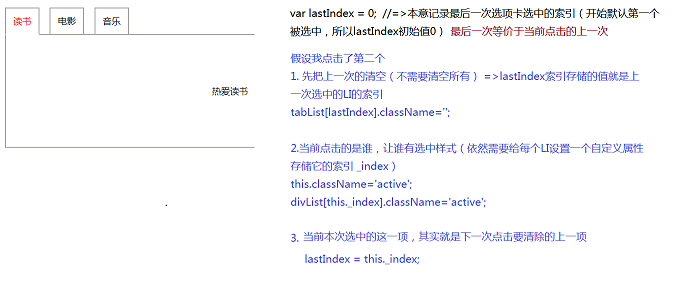 读书
电影
音乐
热爱读书
var lastIndex = 0; //=>本意记录最后一次选项卡选中的索引（开始默认第一个
被选中，所以lastIndex初始值0） 最后一次等价于当前点击的上一次
假设我点击了第二个
1. 先把上一次的清空（不需要清空所有） =>lastIndex索引存储的值就是上
一次选中的LI的索引
tabList[lastIndex].className='';
2.当前点击的是谁，让谁有选中样式（依然需要给每个LI设置一个自定义属性
存储它的索引 _index）
this.className='active';
divList[this._index].className='active';
3. 当前本次选中的这一项，其实就是下一次点击要清除的上一项
lastIndex = this._index;